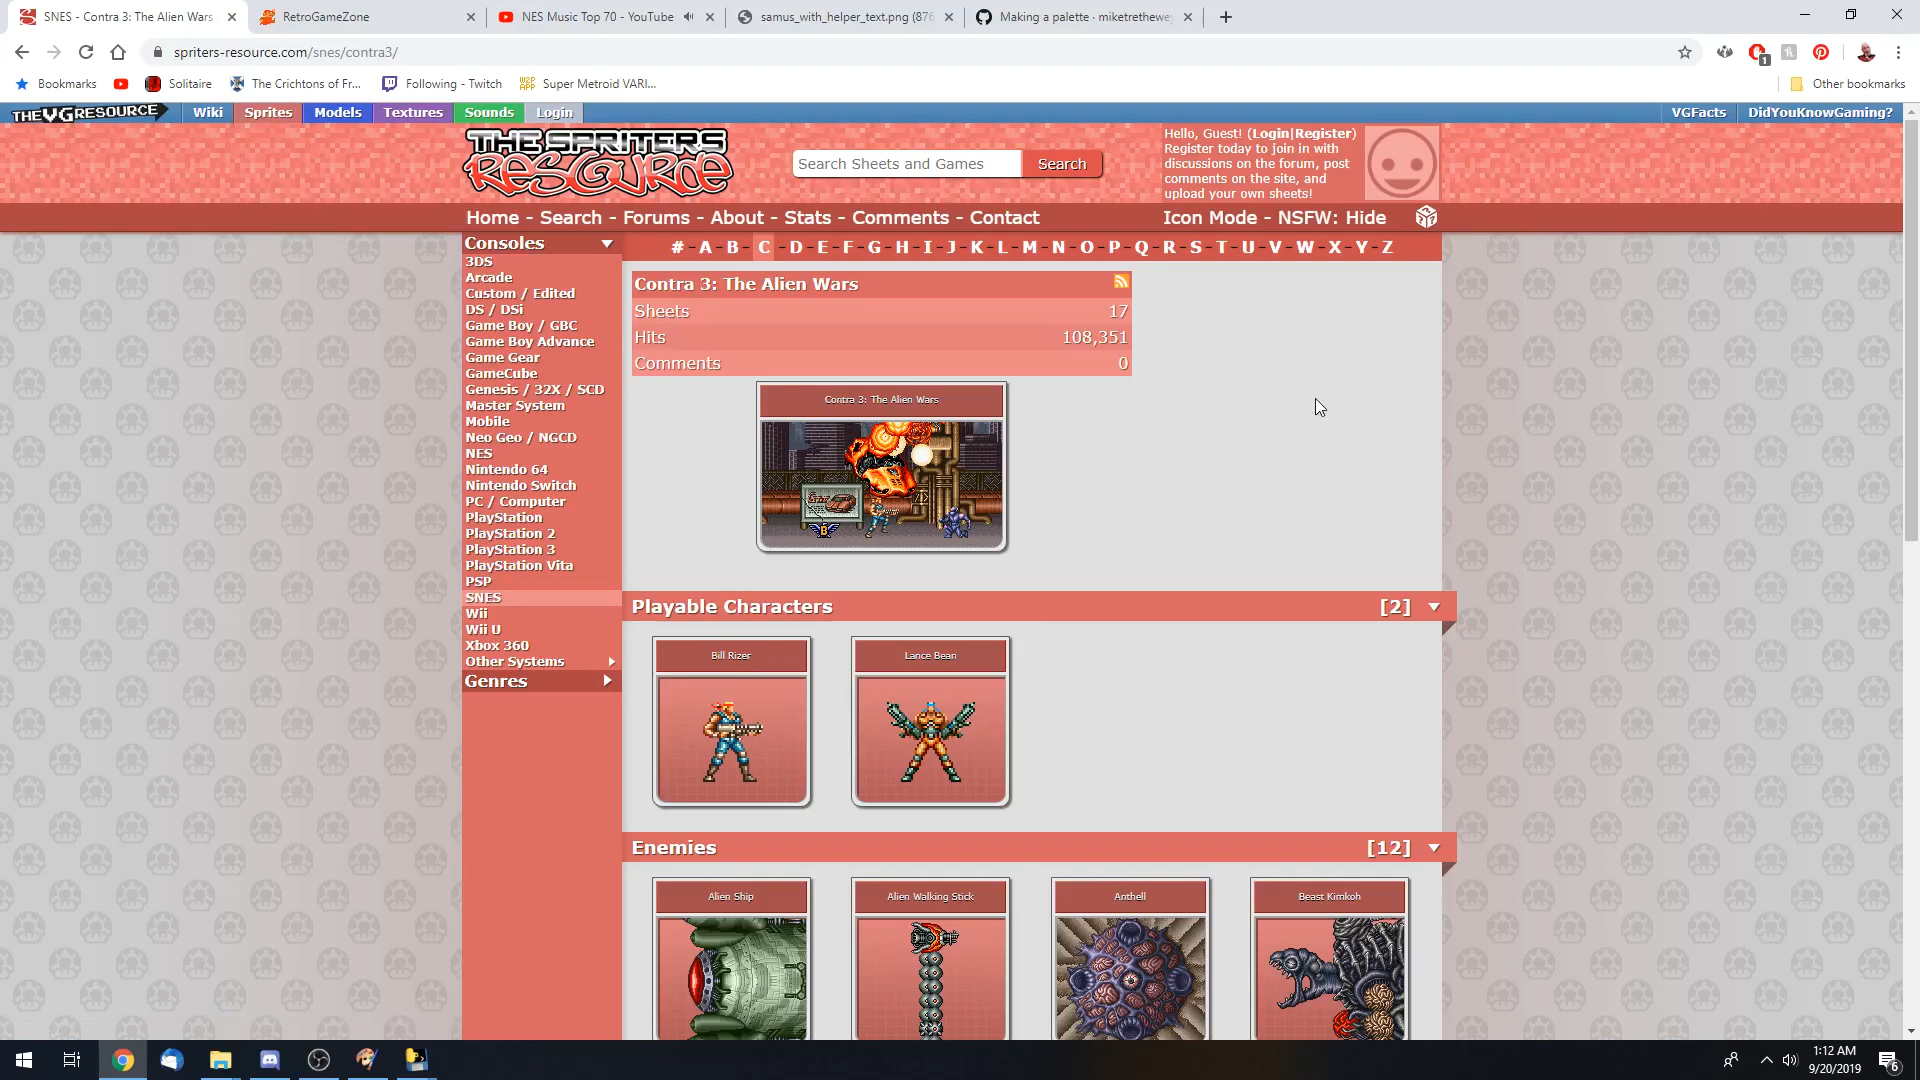 SNES - Contra 3: The Alien Wars
RetroGameZone
NES Music Top 70 - YouTube
samus_with_helper_text.png (876
Making a palette · miketrethewey
spriters-resource.com/snes/contra3/
1
Bookmarks
Solitaire
The Crichtons of Fr...
Following - Twitch
Super Metroid VARI...
Other bookmarks
THE VG RESOURCE
Wiki
Sprites
Models
Textures
Sounds
Login
VGFacts
DidYouKnowGaming?
THE SPRITERS
RESOURCE
Search Sheets and Games
Search
Hello, Guest! (Login|Register)
Register today to join in with
discussions on the forum, post
comments on the site, and
upload your own sheets!
Home - Search - Forums - About - Stats - Comments - Contact
Icon Mode - NSFW: Hide
Consoles
3DS
Arcade
Custom / Edited
DS / DSi
Game Boy / GBC
Game Boy Advance
Game Gear
GameCube
Genesis / 32X / SCD
Master System
Mobile
Neo Geo / NGCD
NES
Nintendo 64
Nintendo Switch
PC / Computer
PlayStation
PlayStation 2
PlayStation 3
PlayStation Vita
PSP
SNES
Wii
Wii U
Xbox 360
Other Systems
Genres
# - A - B - C - D - E - F - G - H - I - J - K - L - M - N - O - P - Q - R - S - T - U - V - W - X - Y - Z
Contra 3: The Alien Wars
Sheets 17
Hits 108,351
Comments 0
Contra 3: The Alien Wars
B
Playable Characters [2]
Bill Rizer
Lance Bean
Enemies [12]
Alien Ship
Alien Walking Stick
Anthell
Beast Kimkoh
1:12 AM
9/20/2019
6